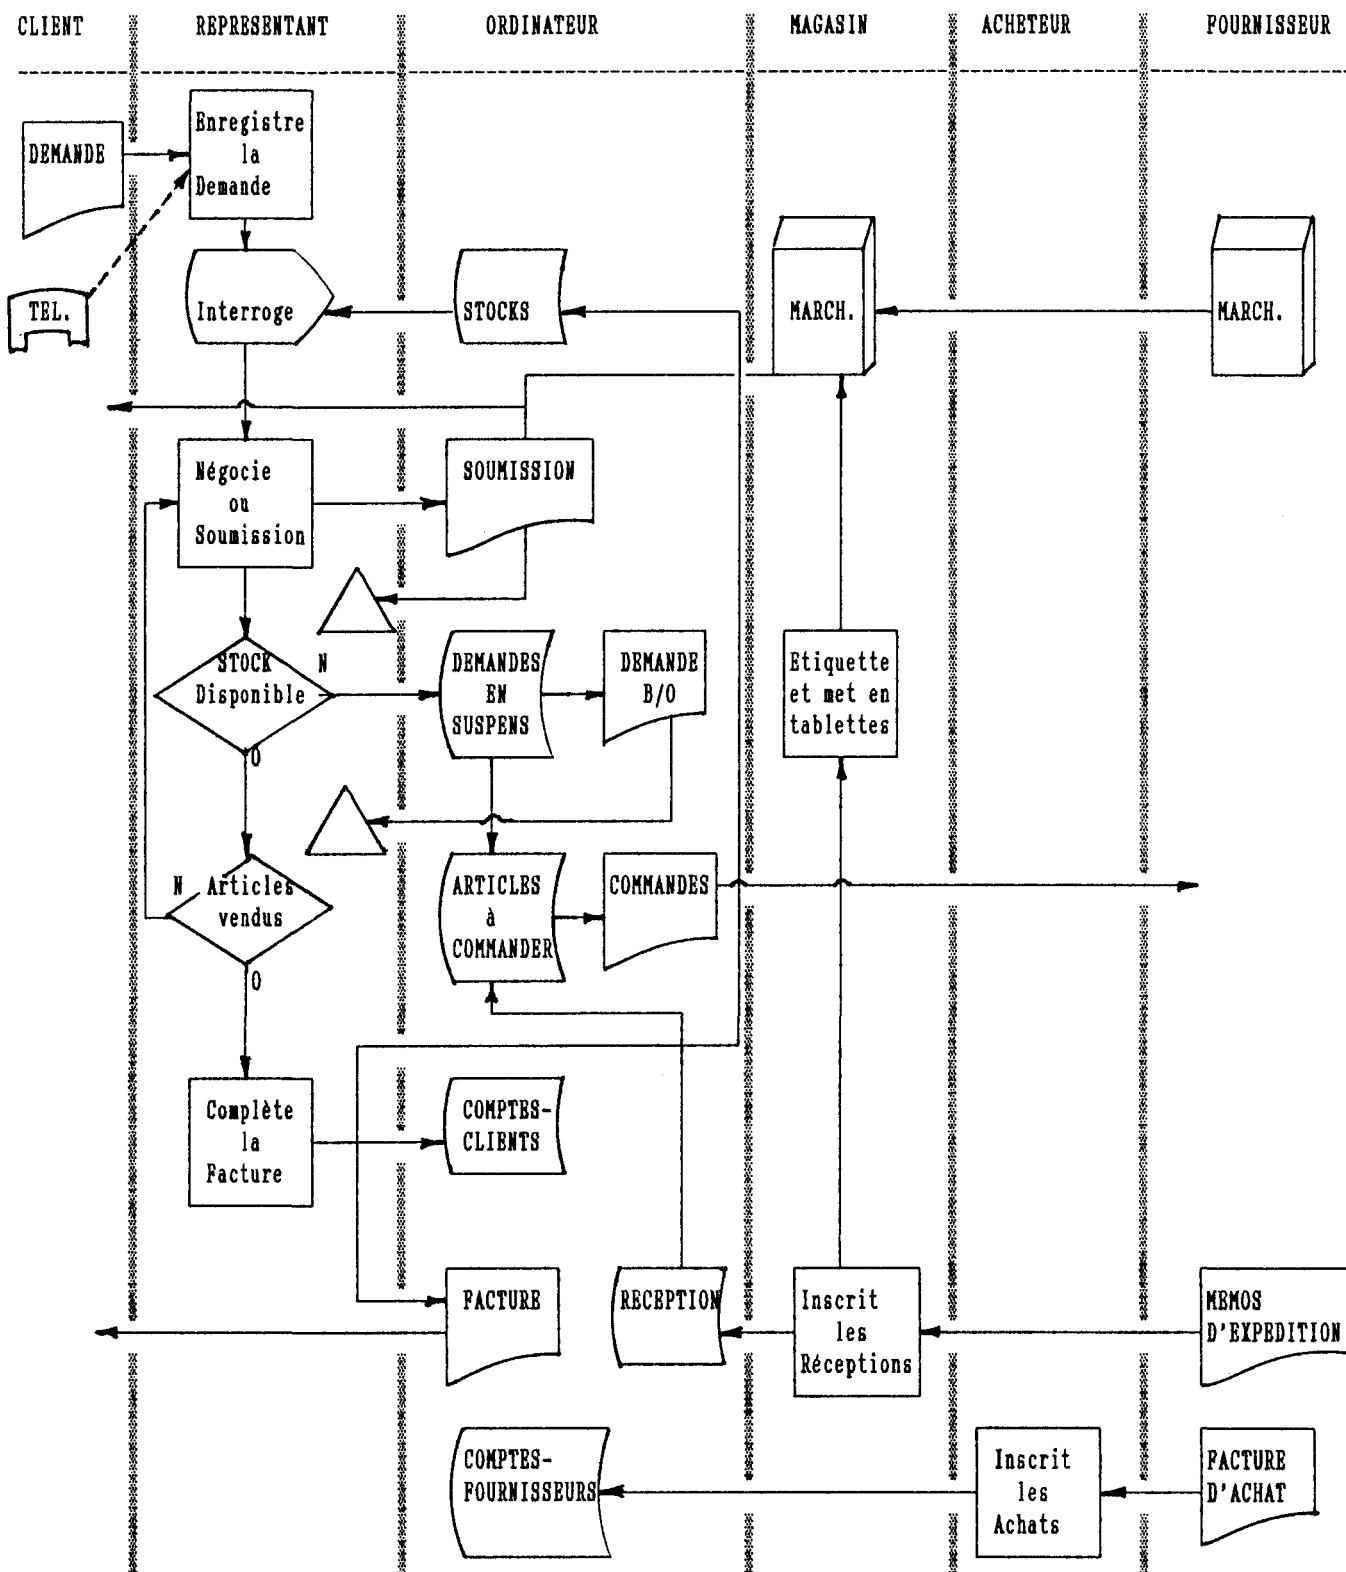 CLIENT REPRESENTANT ORDINATEUR MAGASIN ACHETEUR FOURNISSEUR
DEMANDE
Enregistre
la
Demande
TEL.
Interroge
STOCKS
MARCH.
MARCH.
Négocie
ou
Soumission
SOUMISSION
STOCK
Disponible
N
O
DEMANDES
EN
SUSPENS
DEMANDE
B/O
Etiquette
et met en
tablettes
N
Articles
vendus
O
ARTICLES
à
COMMANDER
COMMANDES
Complète
la
Facture
COMPTES-
CLIENTS
FACTURE
RECEPTION
Inscrit
les
Réceptions
MEMOS
D'EXPEDITION
COMPTES-
FOURNISSEURS
Inscrit
les
Achats
FACTURE
D'ACHAT